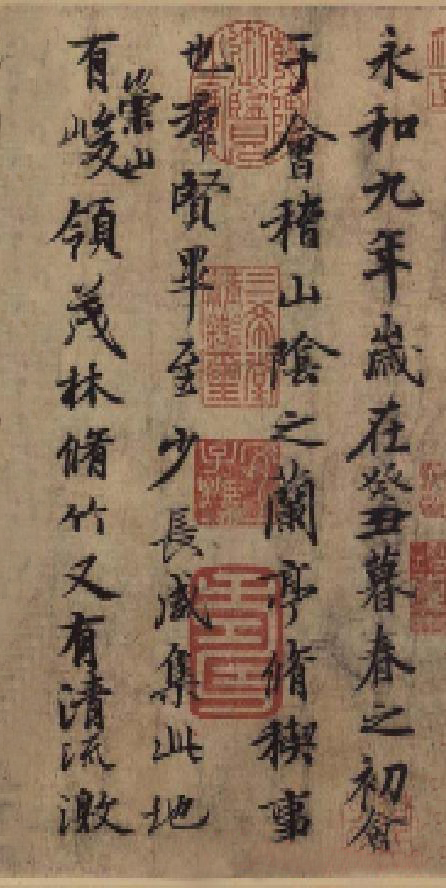 永和九年歲在癸丑暮春之初會
于會稽山陰之蘭亭脩稧事
也羣賢畢至少長咸集此地
有崇山峻領茂林脩竹又有清流激